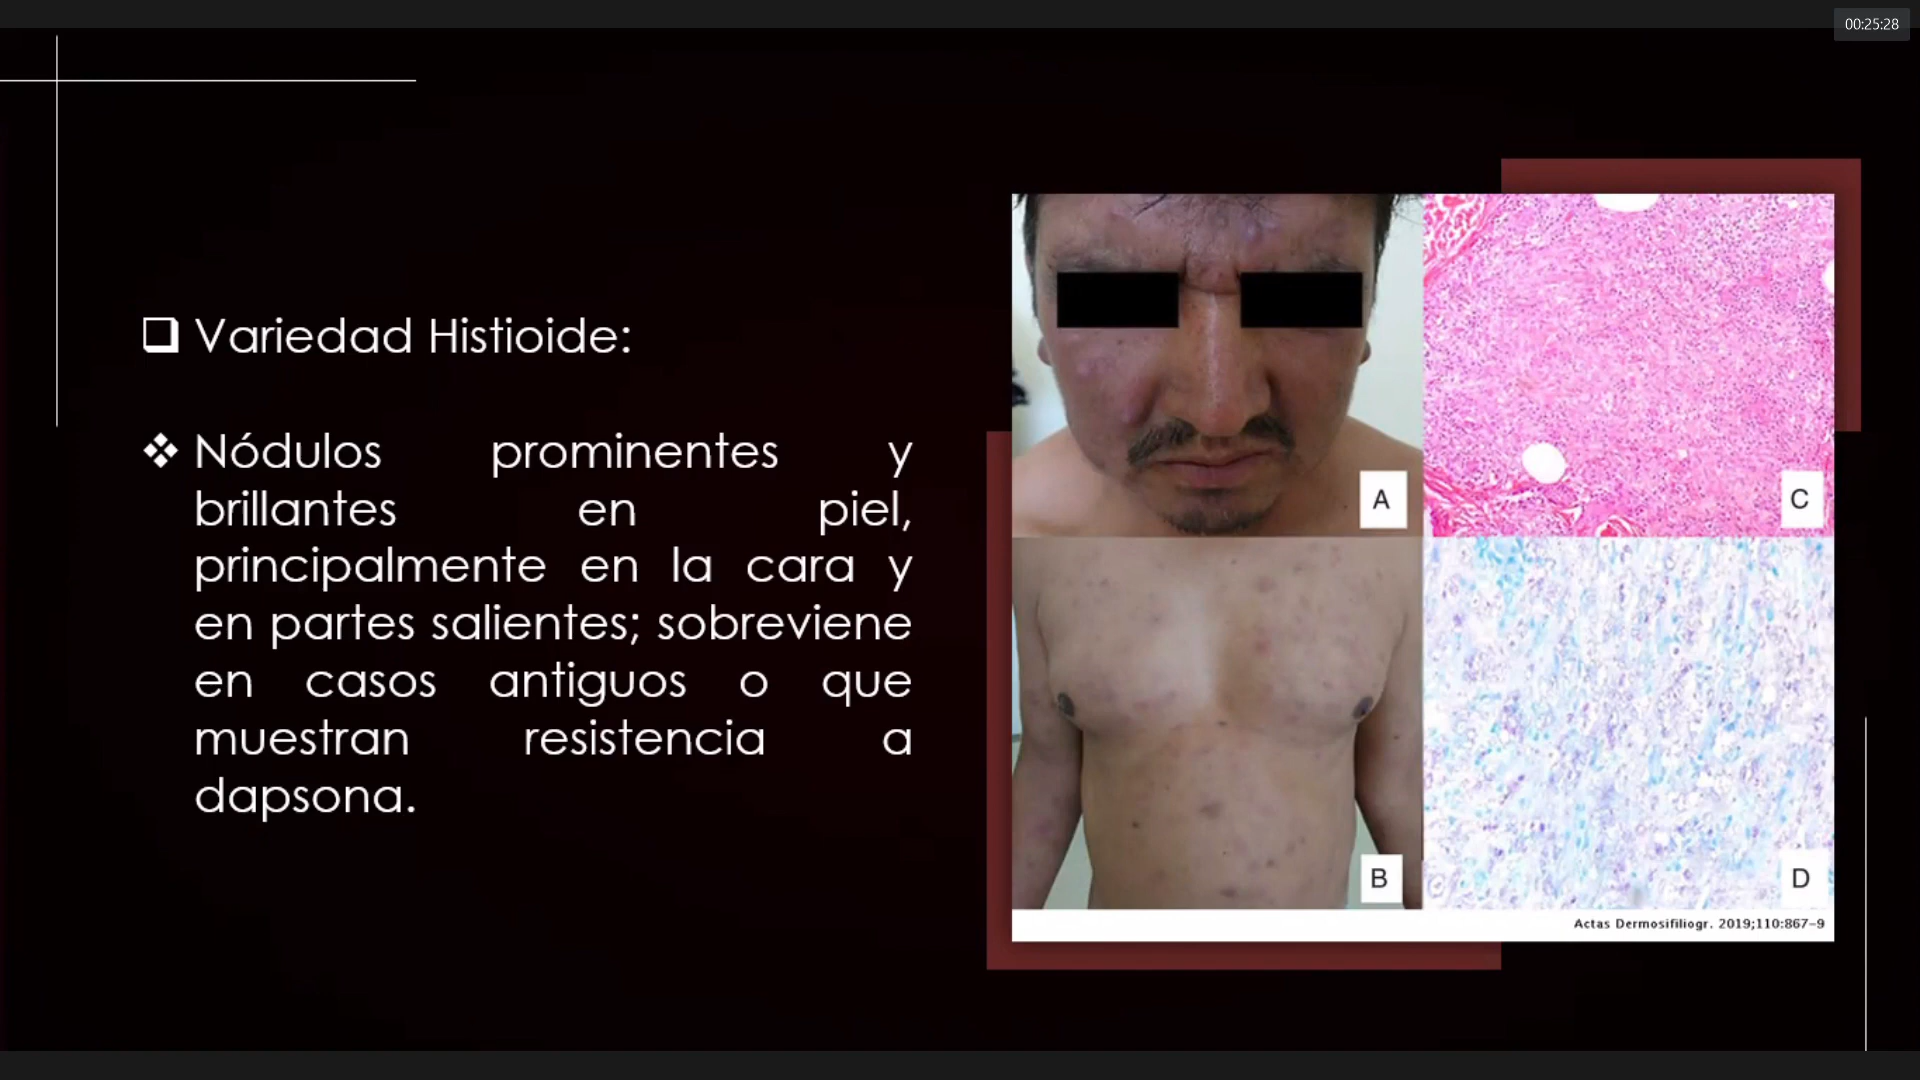 00:25:28
Variedad Histioide:
Nódulos prominentes y
brillantes en piel,
principalmente en la cara y
en partes salientes; sobreviene
en casos antiguos o que
muestran resistencia a
dapsona.
A
C
B
D
Actas Dermosifiliogr. 2019;110:867–9